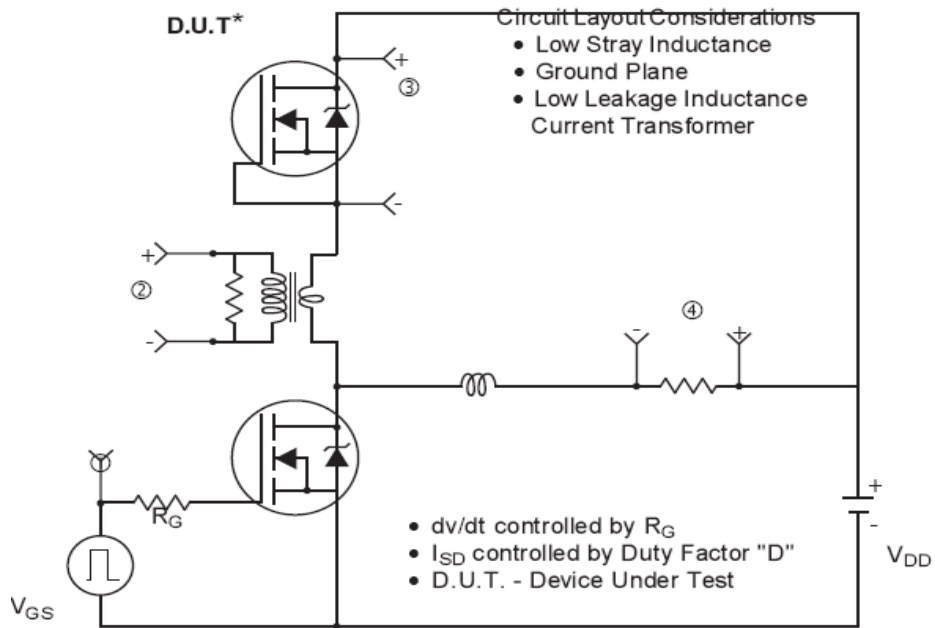 D.U.T*
Circuit Layout Considerations
• Low Stray Inductance
• Ground Plane
• Low Leakage Inductance
Current Transformer
+
③
-
+
②
-
④
- +
①
RG
+
-
VDD
VGS
• dv/dt controlled by RG
• ISD controlled by Duty Factor "D"
• D.U.T. - Device Under Test